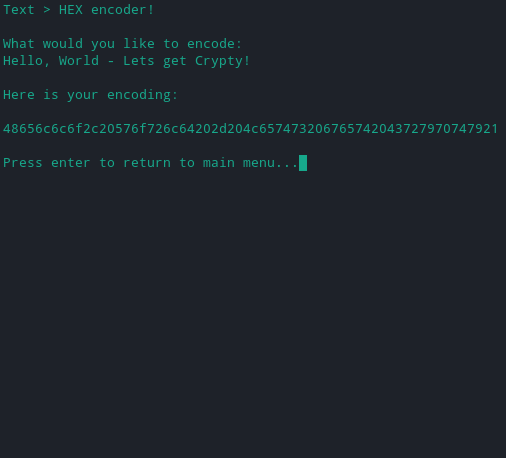 Text > HEX encoder!
What would you like to encode:
Hello, World - Lets get Crypty!
Here is your encoding:
48656c6c6f2c20576f726c64202d204c657473206765742043727970747921
Press enter to return to main menu...